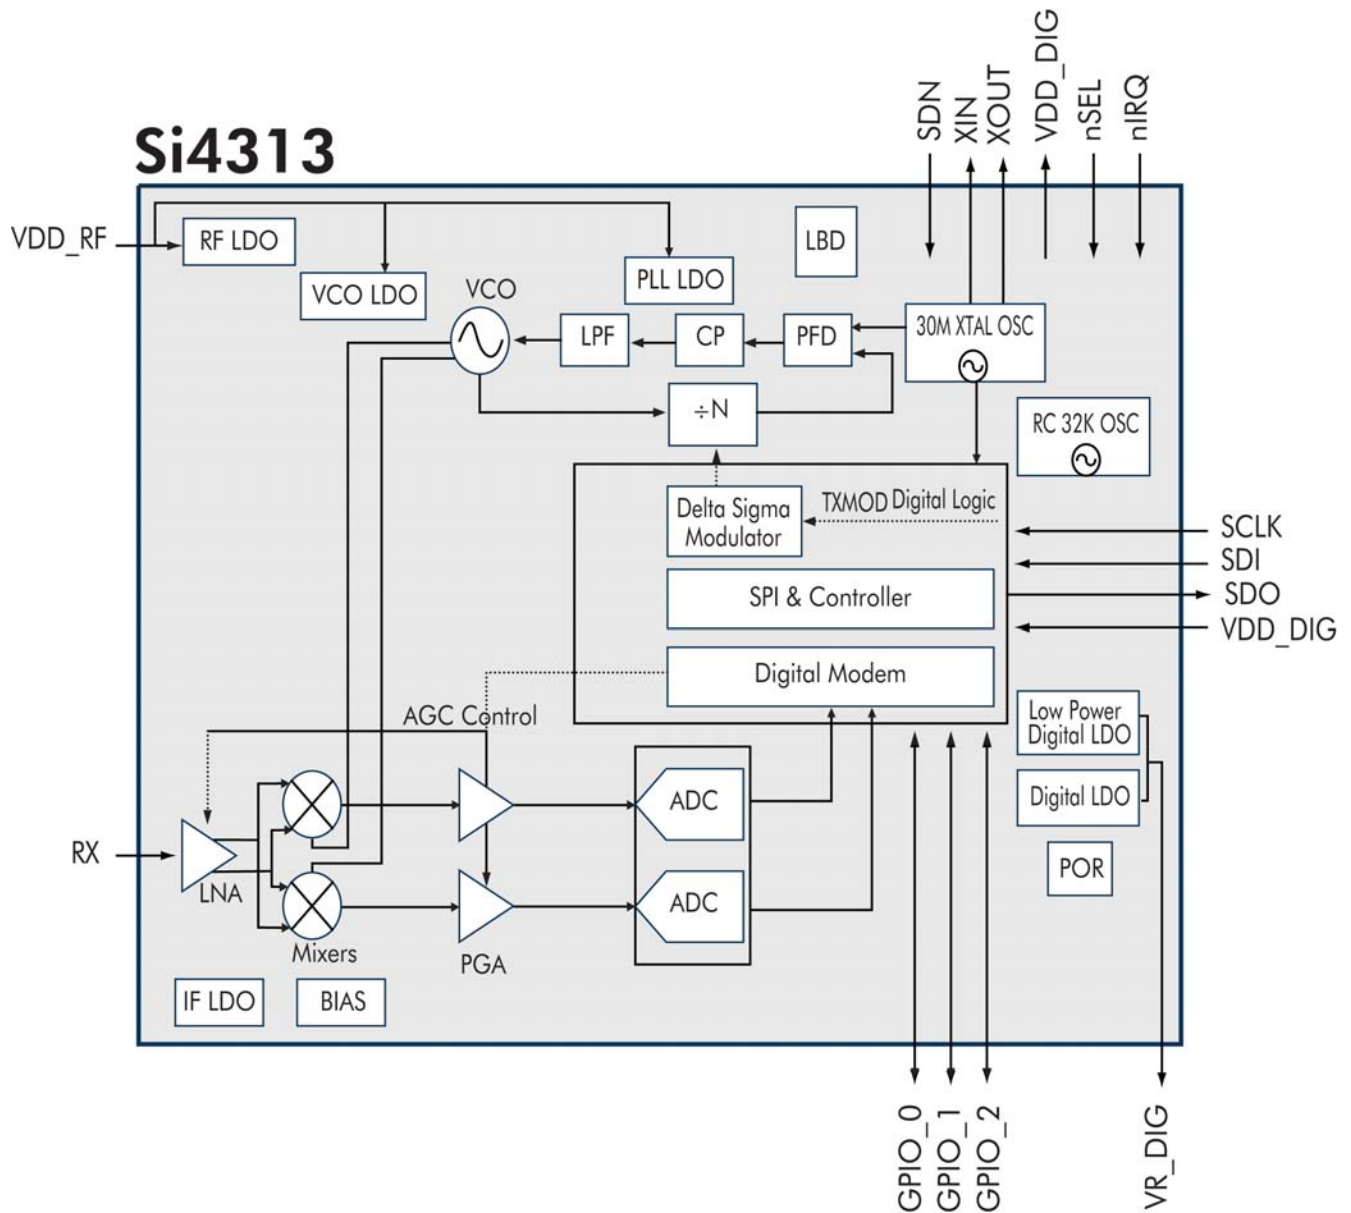 Si4313
SDN
XIN
XOUT
VDD_DIG
nSEL
nIRQ
VDD_RF
RF LDO
VCO LDO
VCO
PLL LDO
LBD
LPF
CP
PFD
30M XTAL OSC
÷N
RC 32K OSC
Delta Sigma
Modulator
TXMOD Digital Logic
SPI & Controller
Digital Modem
SCLK
SDI
SDO
VDD_DIG
AGC Control
Low Power
Digital LDO
Digital LDO
POR
ADC
ADC
RX
LNA
Mixers
PGA
IF LDO
BIAS
GPIO_0
GPIO_1
GPIO_2
VR_DIG